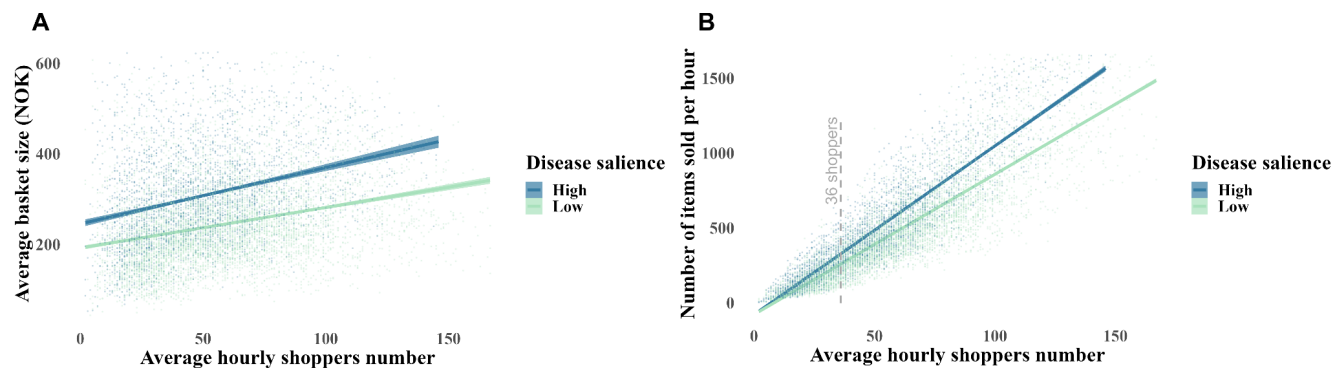 A
Average basket size (NOK)
600
400
200
0
50
100
150
Average hourly shoppers number
Disease salience
High
Low
B
Number of items sold per hour
1500
1000
500
0
36 shoppers
0
50
100
150
Average hourly shoppers number
Disease salience
High
Low